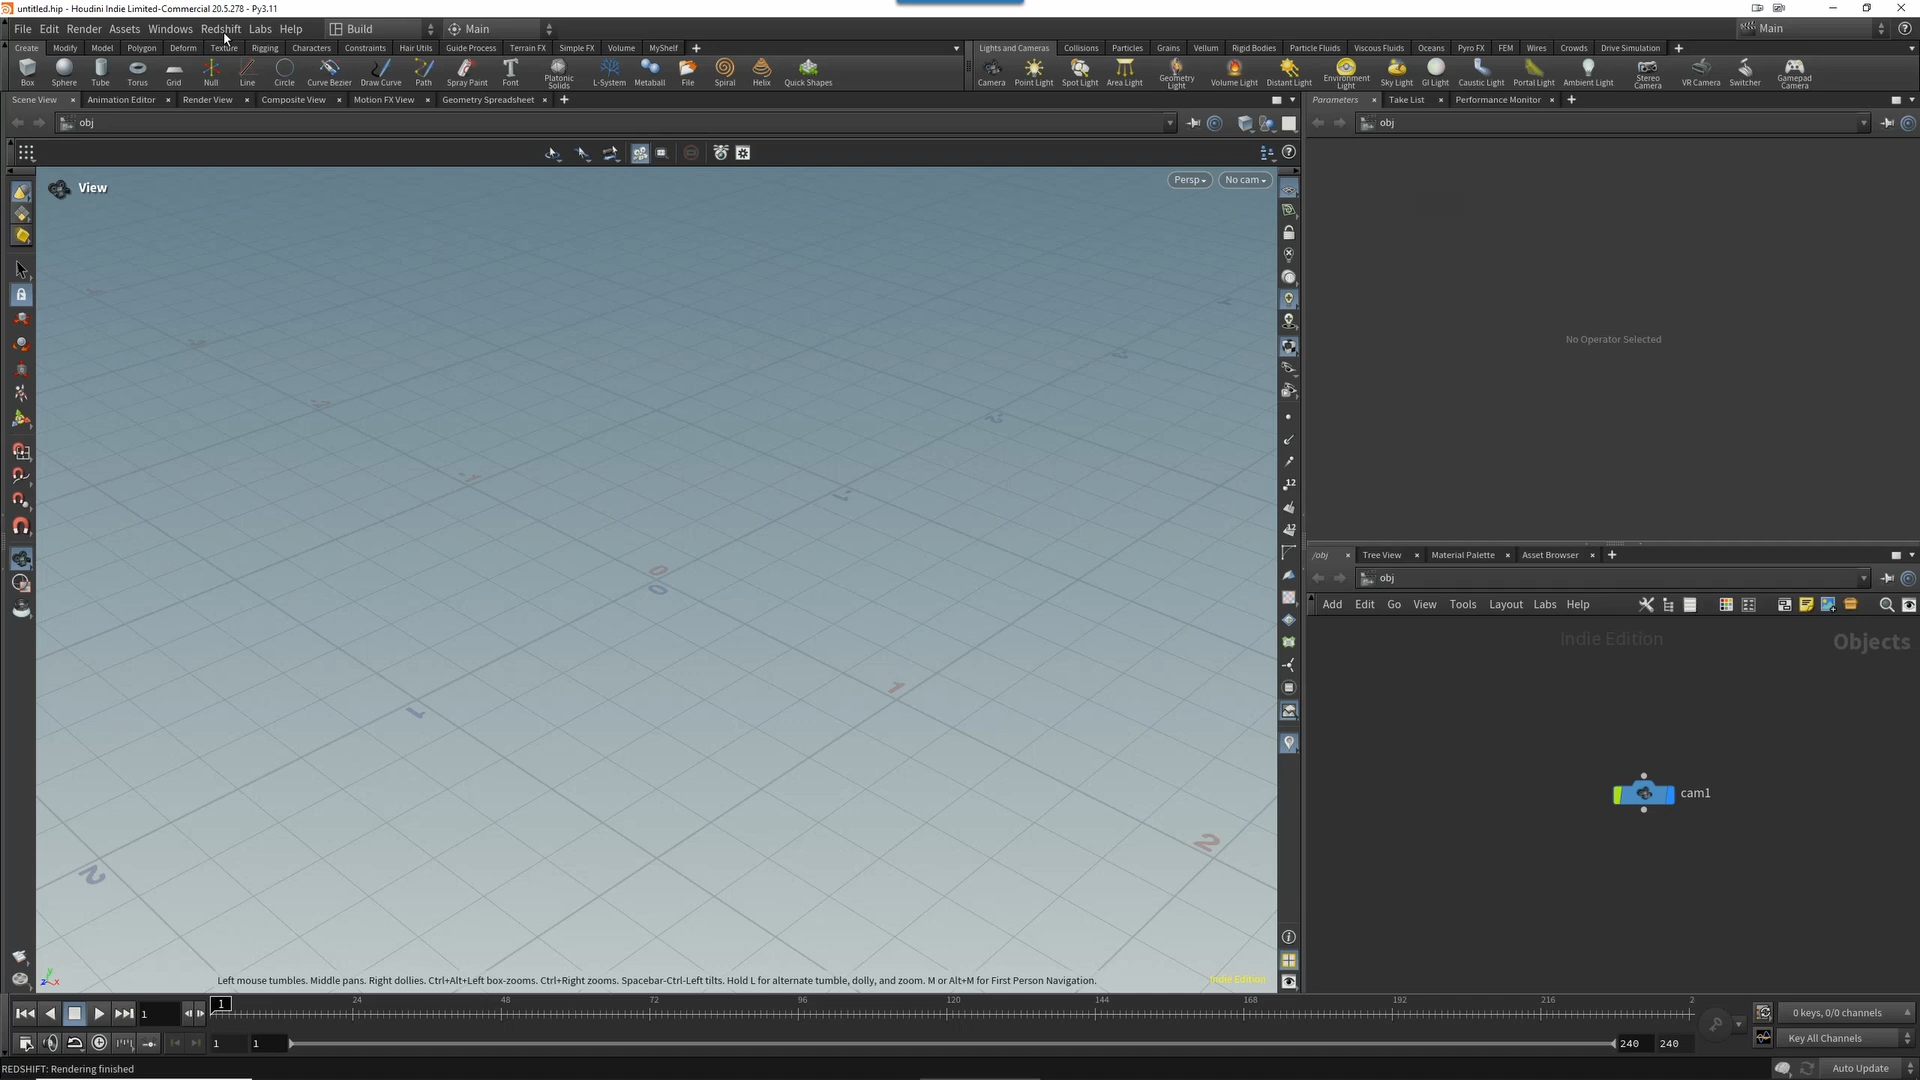 untitled.hip - Houdini Indie Limited-Commercial 20.5.278 - Py3.11
File Edit Render Assets Windows Redshift Labs Help Build Main Main
Create Modify Model Polygon Deform Texture Rigging Characters Constraints Hair Utils Guide Process Terrain FX Simple FX Volume MyShelf
Lights and Cameras Collisions Particles Grains Vellum Rigid Bodies Particle Fluids Viscous Fluids Oceans Pyro FX FEM Wires Crowds Drive Simulation
Box Sphere Tube Torus Grid Null Line Circle Curve Bezier Draw Curve Path Spray Paint Font Platonic Solids L-System Metaball File Spiral Helix Quick Shapes
Camera Point Light Spot Light Area Light Geometry Light Volume Light Distant Light Environment Light Sky Light GI Light Caustic Light Portal Light Ambient Light Stereo Camera VR Camera Switcher Gamepad Camera
Scene View Animation Editor Render View Composite View Motion FX View Geometry Spreadsheet
Parameters Take List Performance Monitor
obj
obj
View
Persp
No cam
No Operator Selected
/obj Tree View Material Palette Asset Browser
obj
Add Edit Go View Tools Layout Labs Help
Indie Edition
Objects
cam1
0
0
1
1
2
2
12
12
Left mouse tumbles. Middle pans. Right dollies. Ctrl+Alt+Left box-zooms. Ctrl+Right zooms. Spacebar-Ctrl-Left tilts. Hold L for alternate tumble, dolly, and zoom. M or Alt+M for First Person Navigation.
Indie Edition
1 1 24 48 72 96 120 144 168 192 216 2
0 keys, 0/0 channels
1 1 240 240
Key All Channels
REDSHIFT: Rendering finished
Auto Update